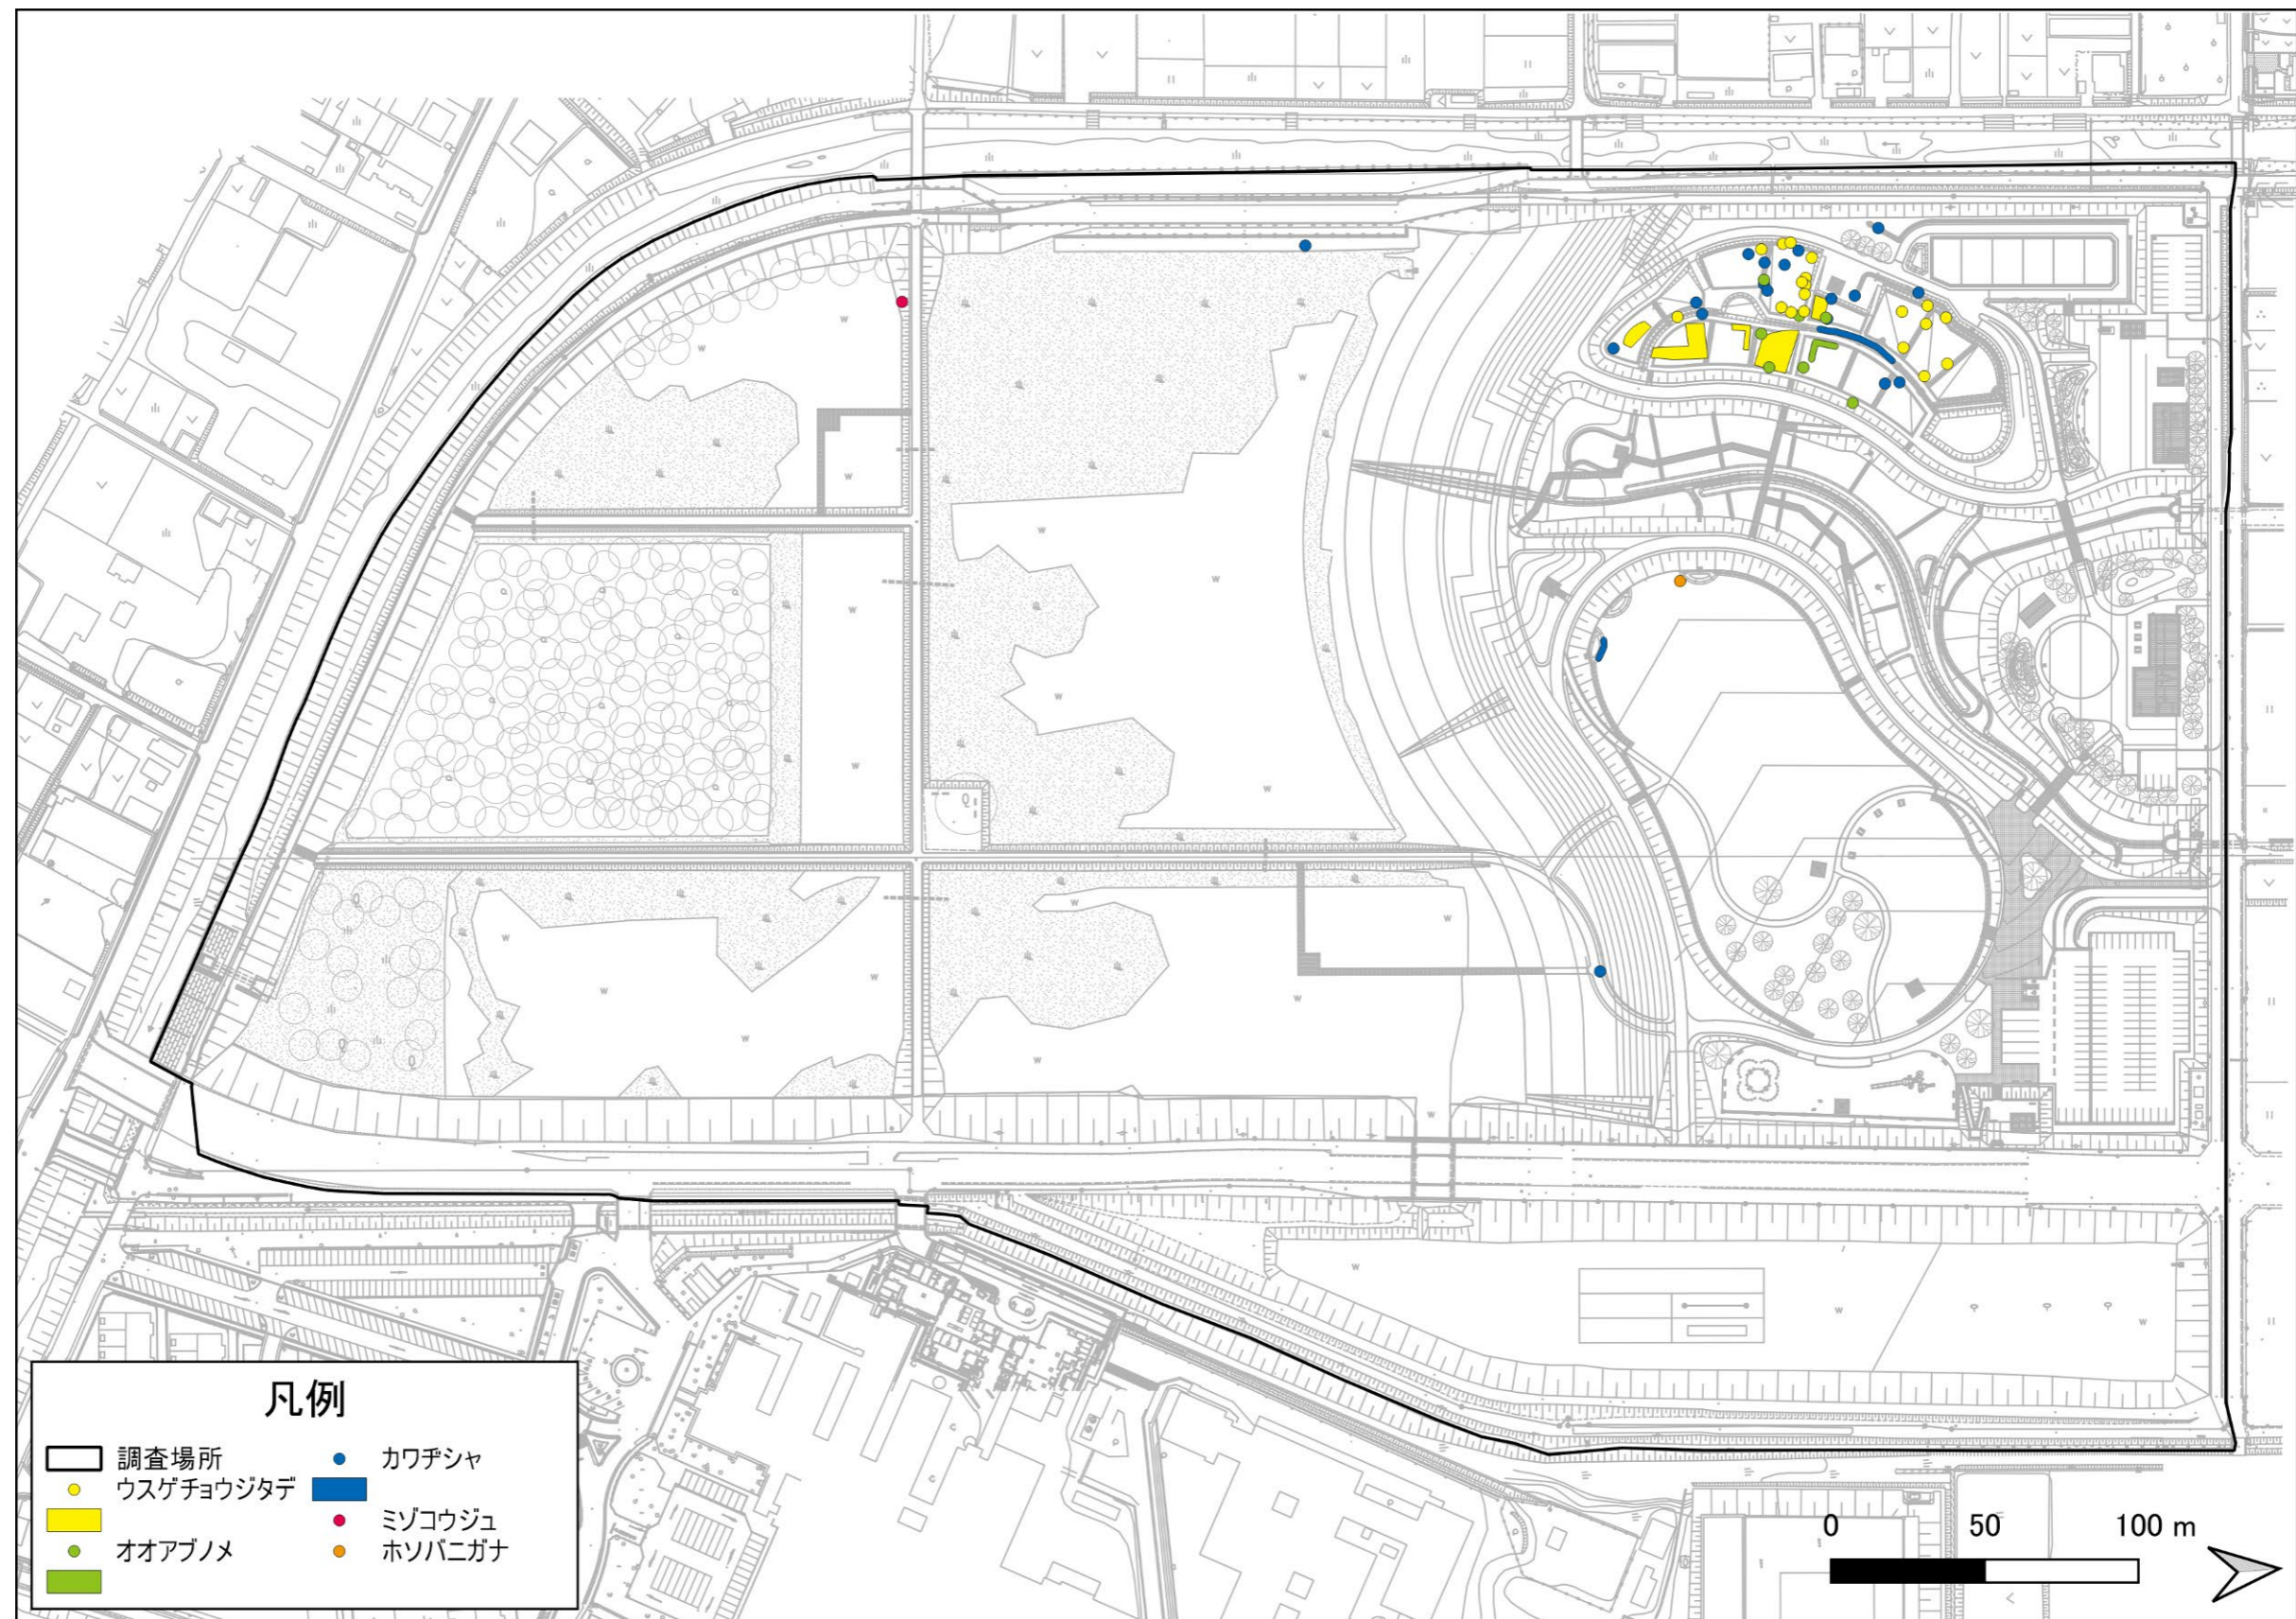 凡例
調査場所
ウスゲチョウジタデ
オオアブノメ
カワヂシャ
ミゾコウジュ
ホソバニガナ
0 50 100 m